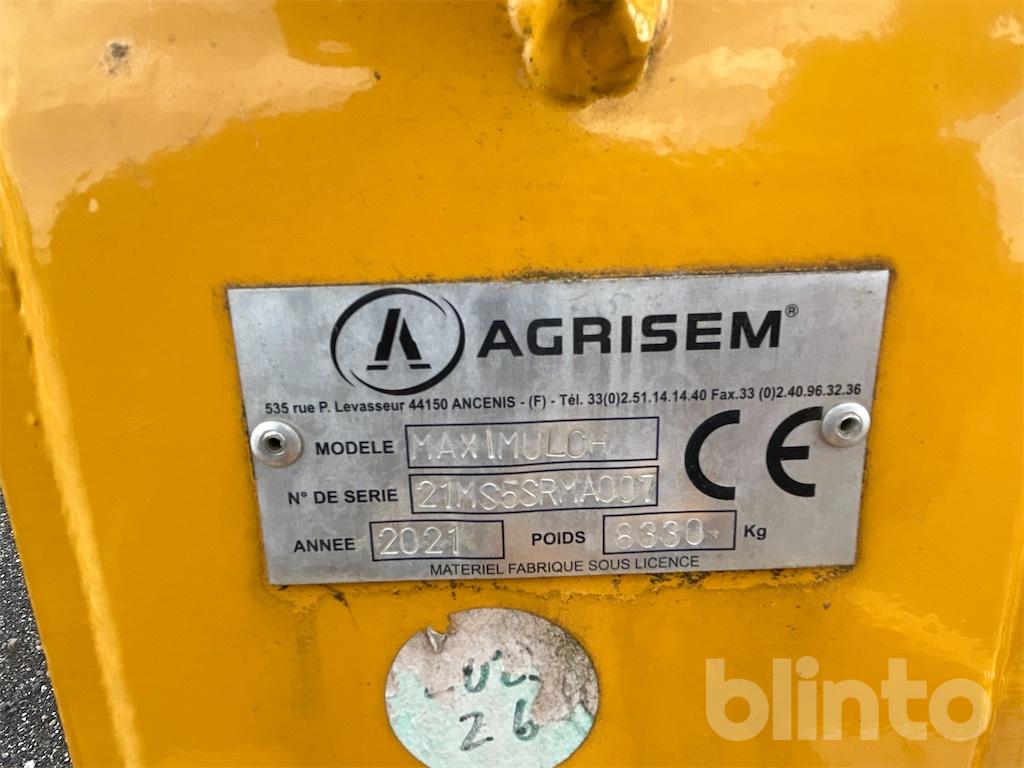 AGRISEM®
535 rue P. Levasseur 44150 ANCENIS - (F) - Tél. 33(0)2.51.14.14.40 Fax.33 (0)2.40.96.32.36
MODELE MAXIMULCH
CE
N° DE SERIE 21MS5SRMA007
ANNEE 2021 POIDS 8330 Kg
MATERIEL FABRIQUE SOUS LICENCE
26
blinto